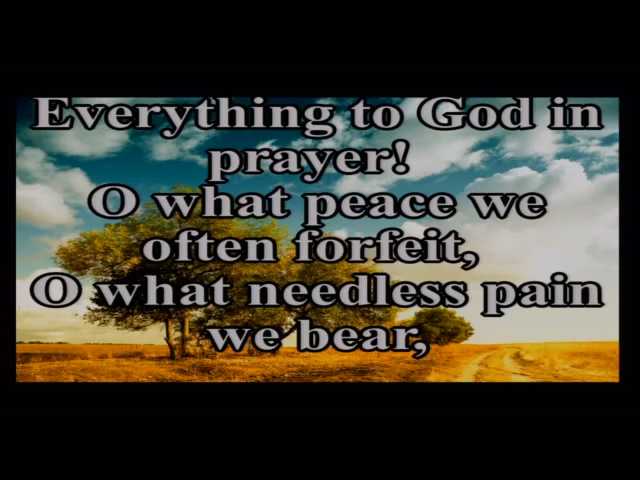 Everything to God in
prayer!
O what peace we
often forfeit,
O what needless pain
we bear,